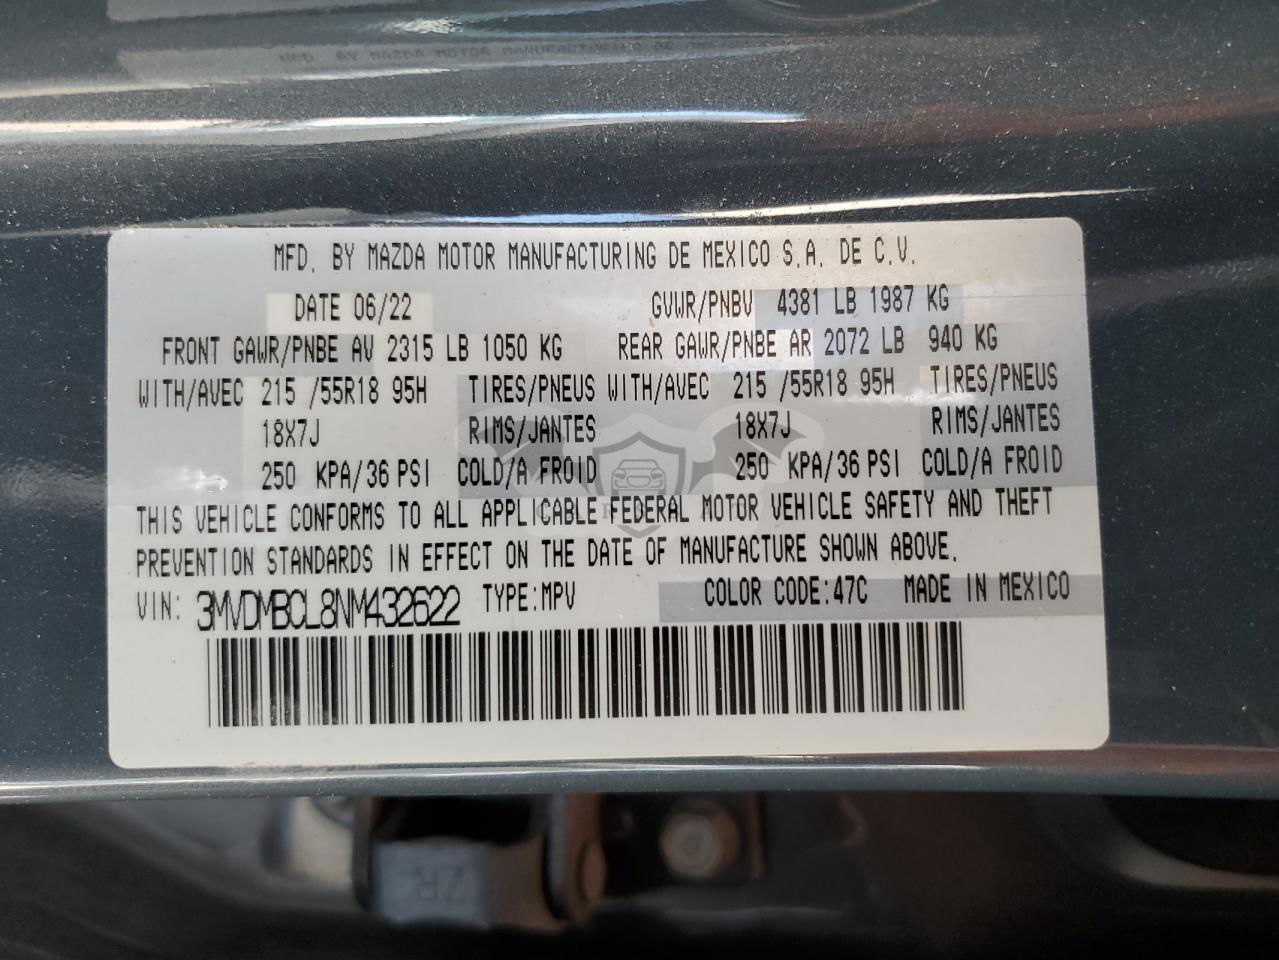 MFD. BY MAZDA MOTOR MANUFACTURING DE MEXICO S.A. DE C.V.
DATE 06/22 GVWR/PNBV 4381 LB 1987 KG
FRONT GAWR/PNBE AV 2315 LB 1050 KG REAR GAWR/PNBE AR 2072 LB 940 KG
WITH/AVEC 215 /55R18 95H TIRES/PNEUS WITH/AVEC 215 /55R18 95H TIRES/PNEUS
18X7J RIMS/JANTES 18X7J RIMS/JANTES
250 KPA/36 PSI COLD/A FROID 250 KPA/36 PSI COLD/A FROID
THIS VEHICLE CONFORMS TO ALL APPLICABLE FEDERAL MOTOR VEHICLE SAFETY AND THEFT
PREVENTION STANDARDS IN EFFECT ON THE DATE OF MANUFACTURE SHOWN ABOVE.
VIN: 3MVDMBCL8NM432622 TYPE:MPV COLOR CODE:47C MADE IN MEXICO
ZR